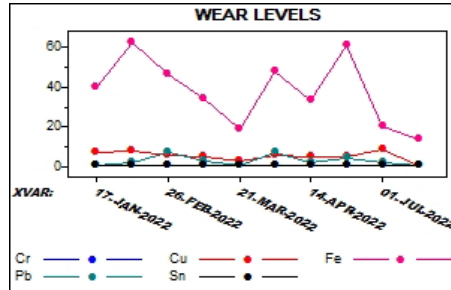 WEAR LEVELS
60
40
20
0
XVAR:
17-JAN-2022
26-FEB-2022
21-MAR-2022
14-APR-2022
01-JUL-2022
Cr Cu Fe
Pb Sn